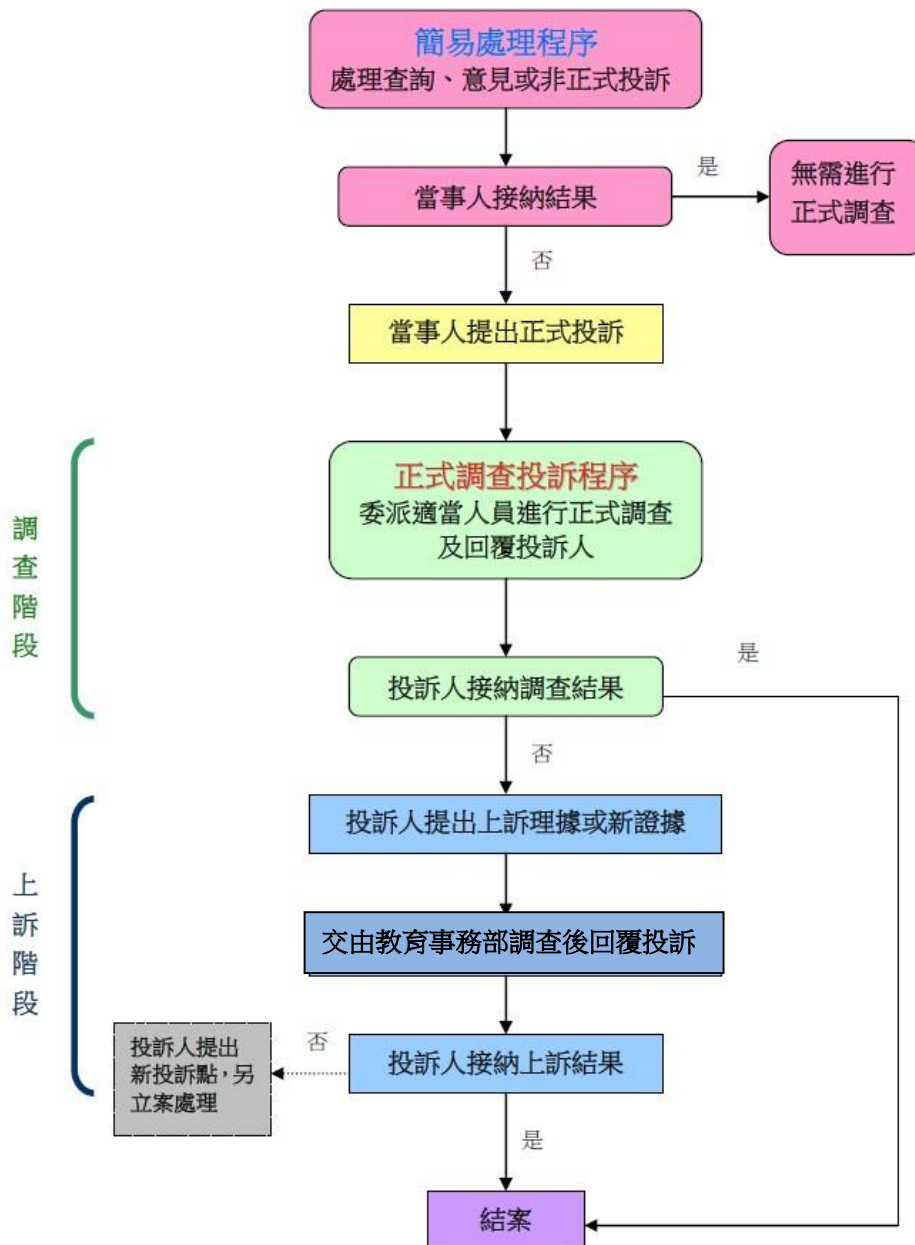 簡易處理程序
處理查詢、意見或非正式投訴
當事人接納結果
是
無需進行
正式調查
否
當事人提出正式投訴
調查階段
正式調查投訴程序
委派適當人員進行正式調查
及回覆投訴人
投訴人接納調查結果
是
否
上訴階段
投訴人提出上訴理據或新證據
交由教育事務部調查後回覆投訴
投訴人接納上訴結果
否
投訴人提出
新投訴點，另
立案處理
是
結案